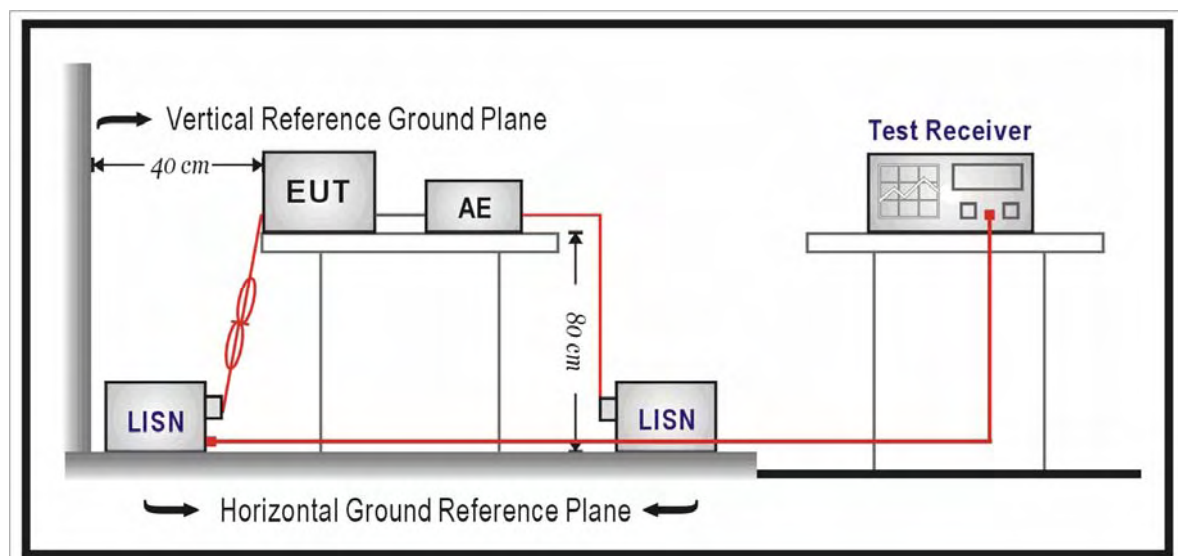 Vertical Reference Ground Plane
Test Receiver
40 cm
EUT
AE
80 cm
LISN
LISN
Horizontal Ground Reference Plane